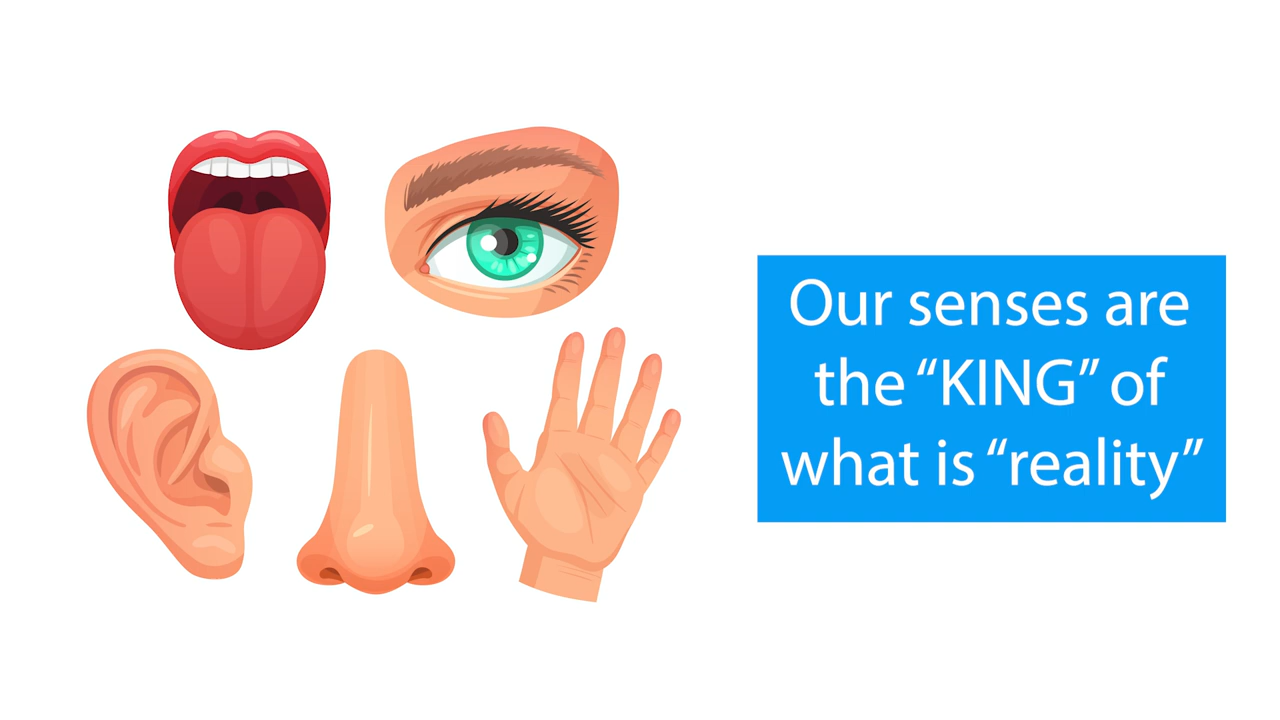 Our senses are
the “KING” of
what is “reality”